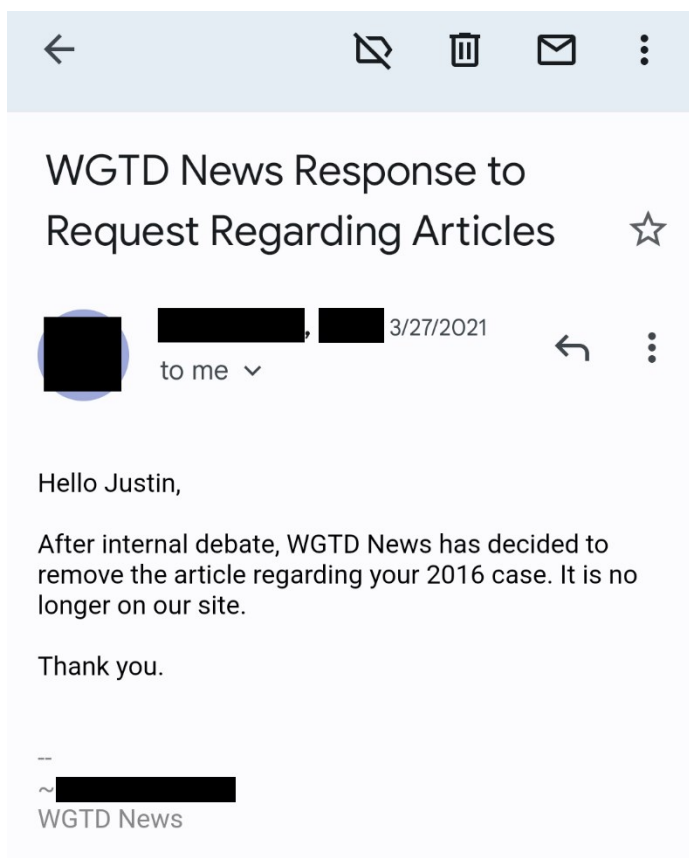 WGTD News Response to
Request Regarding Articles
, 3/27/2021
to me
Hello Justin,
After internal debate, WGTD News has decided to
remove the article regarding your 2016 case. It is no
longer on our site.
Thank you.
--
~
WGTD News